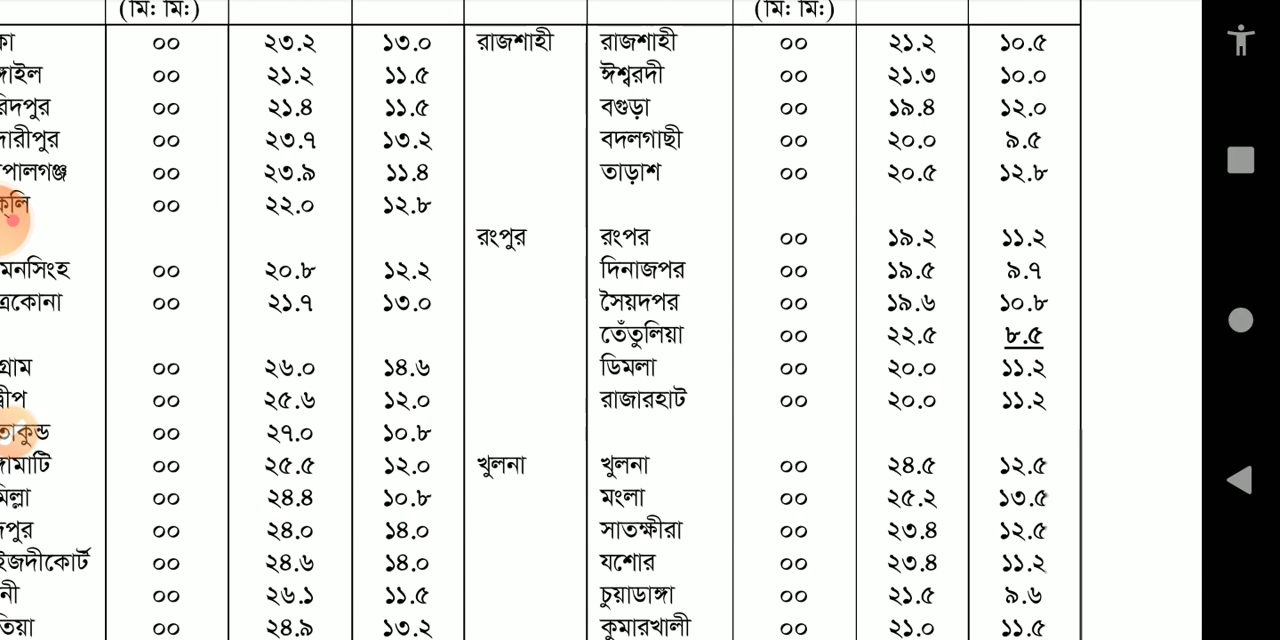 (মি: মি:) (মি: মি:)
কা ০০ ২৩.২ ১৩.০ রাজশাহী রাজশাহী ০০ ২১.২ ১০.৫
ঙ্গাইল ০০ ২১.২ ১১.৫ ঈশ্বরদী ০০ ২১.৩ ১০.০
রিদপুর ০০ ২১.৪ ১১.৫ বগুড়া ০০ ১৯.৪ ১২.০
দারীপুর ০০ ২৩.৭ ১৩.২ বদলগাছী ০০ ২০.০ ৯.৫
পালগঞ্জ ০০ ২৩.৯ ১১.৪ তাড়াশ ০০ ২০.৫ ১২.৮
ক্লি ০০ ২২.০ ১২.৮
রংপুর রংপর ০০ ১৯.২ ১১.২
মনসিংহ ০০ ২০.৮ ১২.২ দিনাজপর ০০ ১৯.৫ ৯.৭
ত্রকোনা ০০ ২১.৭ ১৩.০ সৈয়দপর ০০ ১৯.৬ ১০.৮
তেঁতুলিয়া ০০ ২২.৫ ৮.৫
গ্রাম ০০ ২৬.০ ১৪.৬ ডিমলা ০০ ২০.০ ১১.২
দ্বীপ ০০ ২৫.৬ ১২.০ রাজারহাট ০০ ২০.০ ১১.২
তাকুন্ড ০০ ২৭.০ ১০.৮
ঙ্গামাটি ০০ ২৫.৫ ১২.০ খুলনা খুলনা ০০ ২৪.৫ ১২.৫
মিল্লা ০০ ২৪.৪ ১০.৮ মংলা ০০ ২৫.২ ১৩.৫
দপুর ০০ ২৪.০ ১৪.০ সাতক্ষীরা ০০ ২৩.৪ ১২.৫
ইজদীকোর্ট ০০ ২৪.৬ ১৪.০ যশোর ০০ ২৩.৪ ১১.২
নী ০০ ২৬.১ ১১.৫ চুয়াডাঙ্গা ০০ ২১.৫ ৯.৬
তিয়া ০০ ২৪.৯ ১৩.২ কুমারখালী ০০ ২১.০ ১১.৫